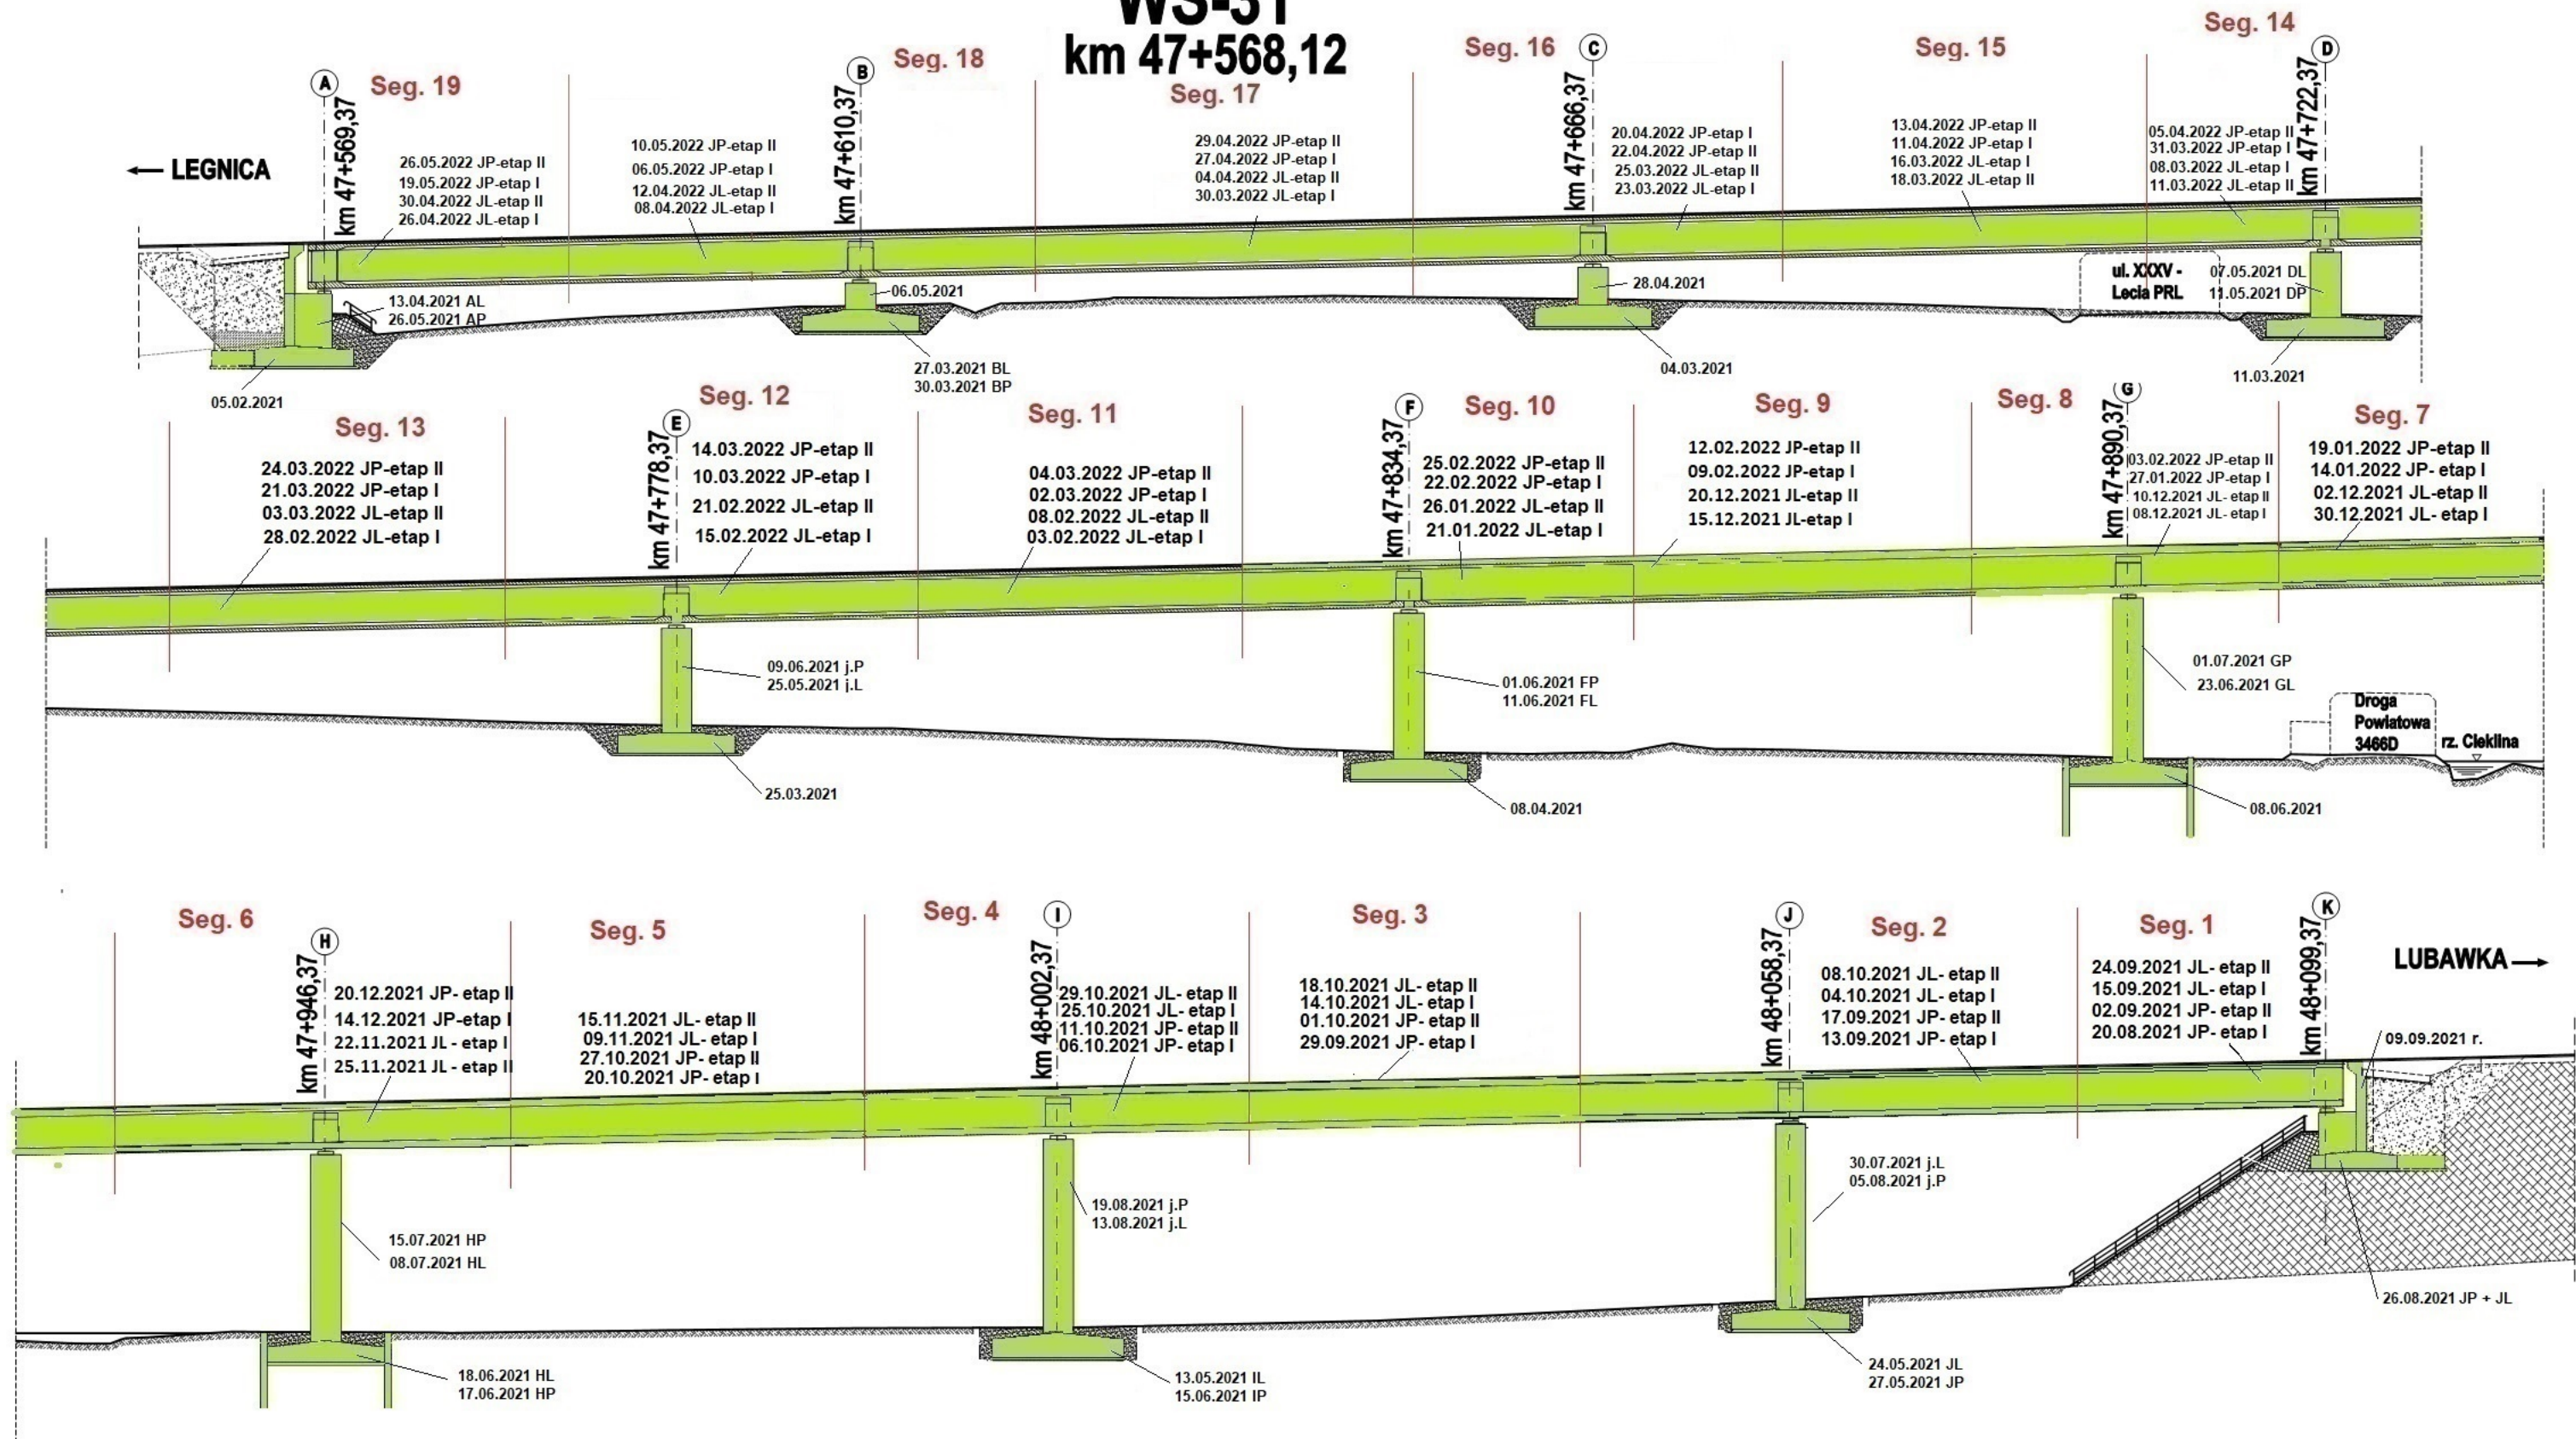 WS-31
km 47+568,12
Seg. 19
Seg. 18
Seg. 17
Seg. 16
Seg. 15
Seg. 14
A
B
C
D
km 47+569,37
km 47+610,37
km 47+666,37
km 47+722,37
← LEGNICA
26.05.2022 JP-etap II
19.05.2022 JP-etap I
30.04.2022 JL-etap II
26.04.2022 JL-etap I
10.05.2022 JP-etap II
06.05.2022 JP-etap I
12.04.2022 JL-etap II
08.04.2022 JL-etap I
29.04.2022 JP-etap II
27.04.2022 JP-etap I
04.04.2022 JL-etap II
30.03.2022 JL-etap I
20.04.2022 JP-etap I
22.04.2022 JP-etap II
25.03.2022 JL-etap II
23.03.2022 JL-etap I
13.04.2022 JP-etap II
11.04.2022 JP-etap I
16.03.2022 JL-etap I
18.03.2022 JL-etap II
05.04.2022 JP-etap II
31.03.2022 JP-etap I
08.03.2022 JL-etap I
11.03.2022 JL-etap II
13.04.2021 AL
26.05.2021 AP
06.05.2021
28.04.2021
ul. XXXV -
Lecia PRL
07.05.2021 DL
11.05.2021 DP
05.02.2021
27.03.2021 BL
30.03.2021 BP
04.03.2021
11.03.2021
Seg. 13
Seg. 12
Seg. 11
Seg. 10
Seg. 9
Seg. 8
Seg. 7
E
F
G
km 47+778,37
km 47+834,37
km 47+890,37
24.03.2022 JP-etap II
21.03.2022 JP-etap I
03.03.2022 JL-etap II
28.02.2022 JL-etap I
14.03.2022 JP-etap II
10.03.2022 JP-etap I
21.02.2022 JL-etap II
15.02.2022 JL-etap I
04.03.2022 JP-etap II
02.03.2022 JP-etap I
08.02.2022 JL-etap II
03.02.2022 JL-etap I
25.02.2022 JP-etap II
22.02.2022 JP-etap I
26.01.2022 JL-etap II
21.01.2022 JL-etap I
12.02.2022 JP-etap II
09.02.2022 JP-etap I
20.12.2021 JL-etap II
15.12.2021 JL-etap I
03.02.2022 JP-etap II
27.01.2022 JP-etap I
10.12.2021 JL- etap II
08.12.2021 JL- etap I
19.01.2022 JP-etap II
14.01.2022 JP- etap I
02.12.2021 JL-etap II
30.12.2021 JL- etap I
09.06.2021 j.P
25.05.2021 j.L
01.06.2021 FP
11.06.2021 FL
01.07.2021 GP
23.06.2021 GL
Droga
Powiatowa
3466D
rz. Cieklina
25.03.2021
08.04.2021
08.06.2021
Seg. 6
Seg. 5
Seg. 4
Seg. 3
Seg. 2
Seg. 1
H
I
J
K
km 47+946,37
km 48+002,37
km 48+058,37
km 48+099,37
LUBAWKA →
20.12.2021 JP- etap II
14.12.2021 JP-etap I
22.11.2021 JL - etap I
25.11.2021 JL - etap II
15.11.2021 JL- etap II
09.11.2021 JL- etap I
27.10.2021 JP- etap II
20.10.2021 JP- etap I
29.10.2021 JL- etap II
25.10.2021 JL- etap I
11.10.2021 JP- etap II
06.10.2021 JP- etap I
18.10.2021 JL- etap II
14.10.2021 JL- etap I
01.10.2021 JP- etap II
29.09.2021 JP- etap I
08.10.2021 JL- etap II
04.10.2021 JL- etap I
17.09.2021 JP- etap II
13.09.2021 JP- etap I
24.09.2021 JL- etap II
15.09.2021 JL- etap I
02.09.2021 JP- etap II
20.08.2021 JP- etap I
09.09.2021 r.
15.07.2021 HP
08.07.2021 HL
19.08.2021 j.P
13.08.2021 j.L
30.07.2021 j.L
05.08.2021 j.P
26.08.2021 JP + JL
18.06.2021 HL
17.06.2021 HP
13.05.2021 IL
15.06.2021 IP
24.05.2021 JL
27.05.2021 JP